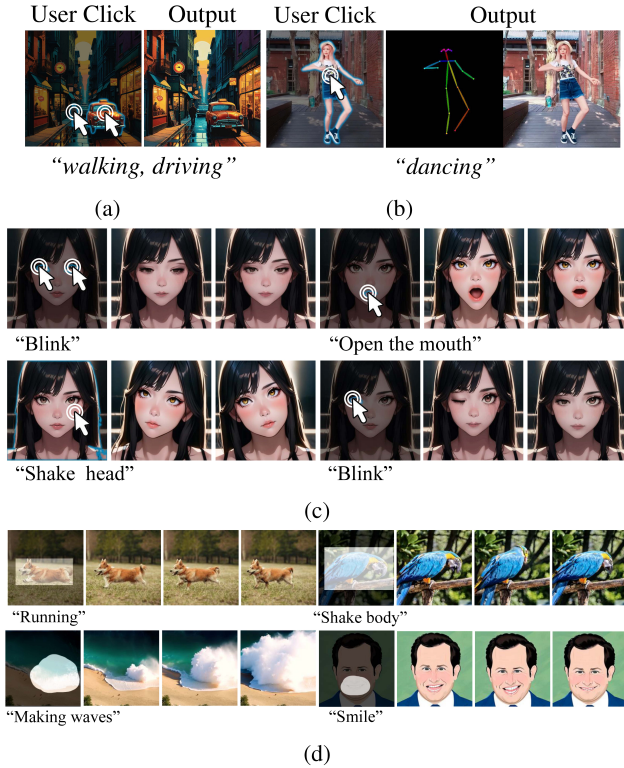 User Click Output User Click Output
“walking, driving” “dancing”
(a) (b)
“Blink” “Open the mouth”
“Shake head” “Blink”
(c)
“Running” “Shake body”
“Making waves” “Smile”
(d)